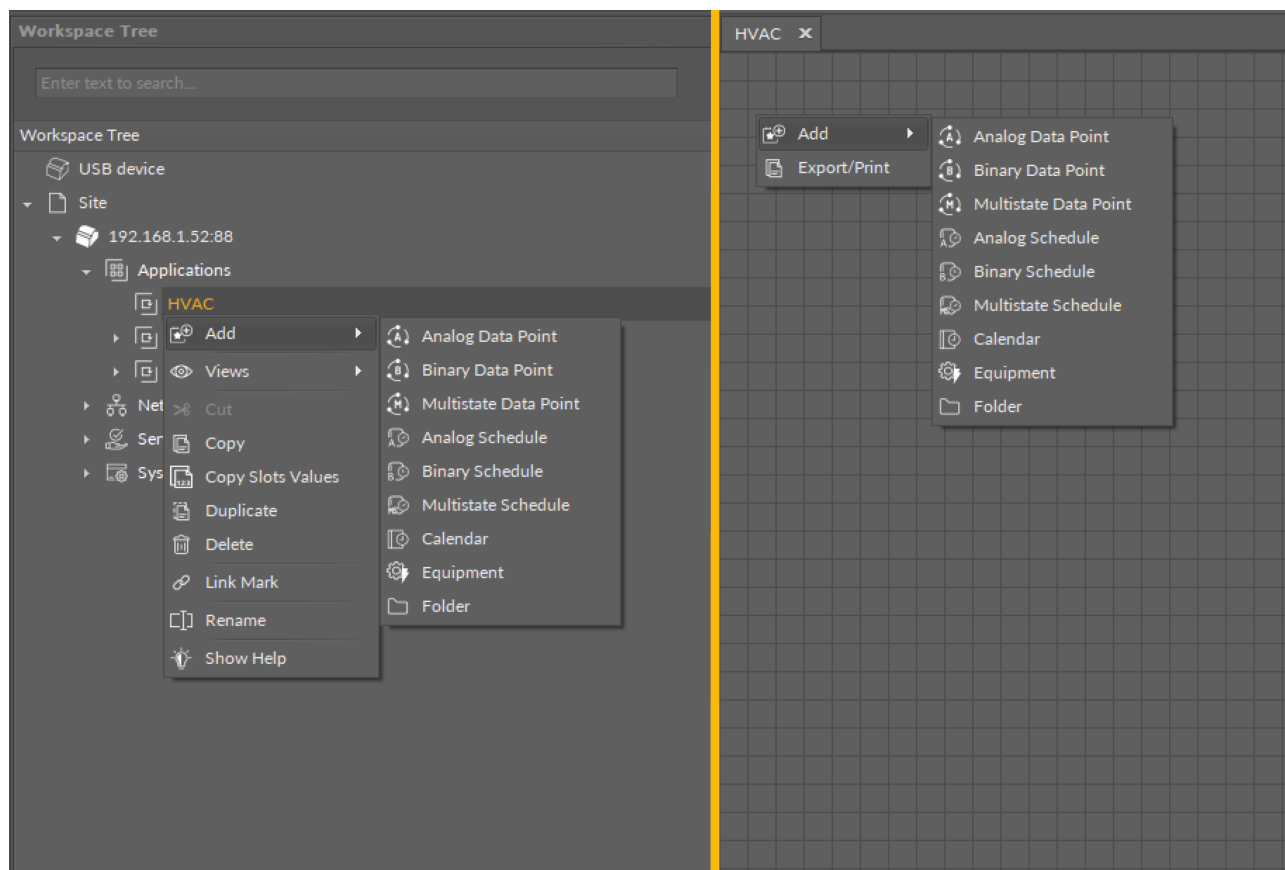 Workspace Tree
Enter text to search...
Workspace Tree
USB device
Site
192.168.1.52:88
Applications
HVAC
Add
Views
Net
Cut
Ser
Copy
Sys
Copy Slots Values
Duplicate
Delete
Link Mark
Rename
Show Help
Analog Data Point
Binary Data Point
Multistate Data Point
Analog Schedule
Binary Schedule
Multistate Schedule
Calendar
Equipment
Folder
HVAC
Add
Export/Print
Analog Data Point
Binary Data Point
Multistate Data Point
Analog Schedule
Binary Schedule
Multistate Schedule
Calendar
Equipment
Folder